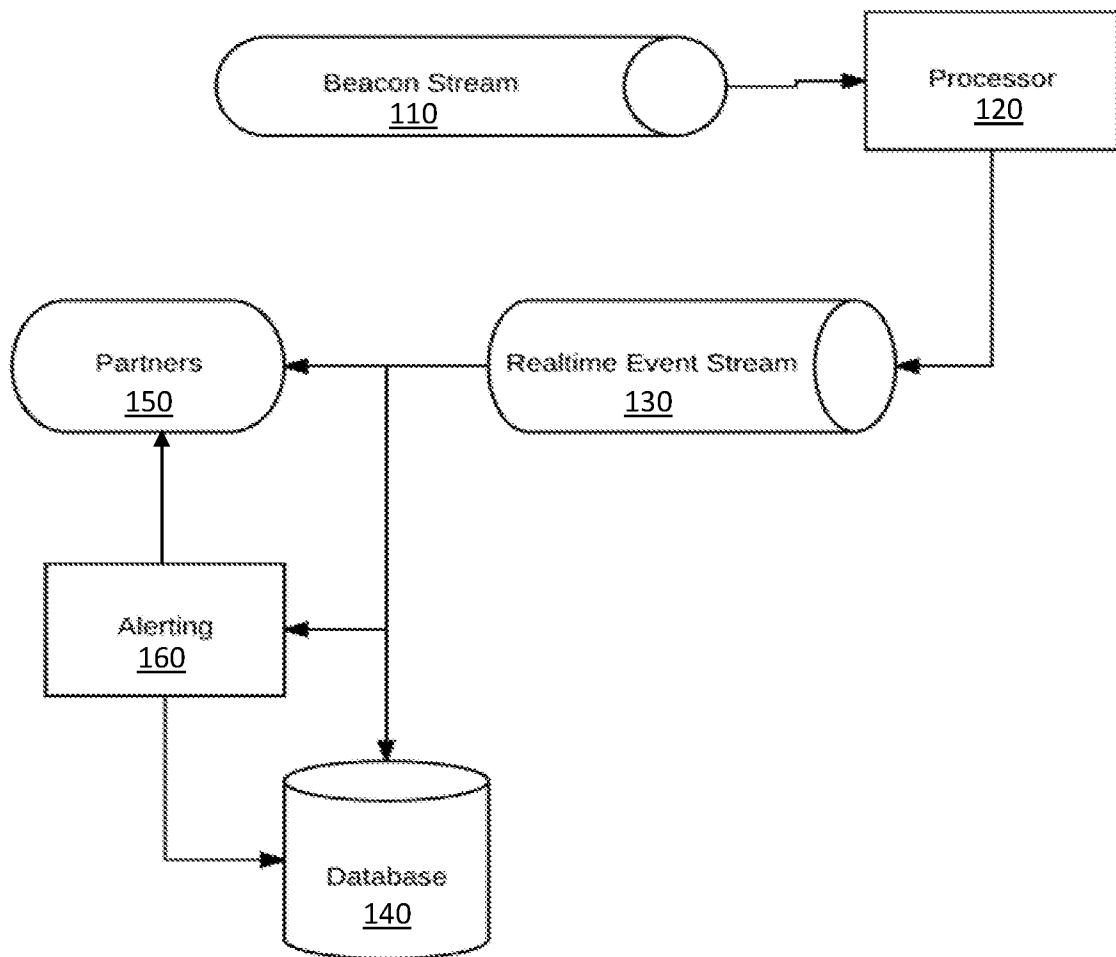 Beacon Stream
110
Processor
120
Partners
150
Realtime Event Stream
130
Alerting
160
Database
140